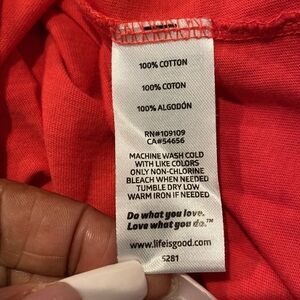 100% COTTON
100% COTON
100% ALGODÓN
RN#109109
CA#54656
MACHINE WASH COLD
WITH LIKE COLORS
ONLY NON-CHLORINE
BLEACH WHEN NEEDED
TUMBLE DRY LOW
WARM IRON IF NEEDED
Do what you love.
Love what you do.™
www.lifeisgood.com
5281